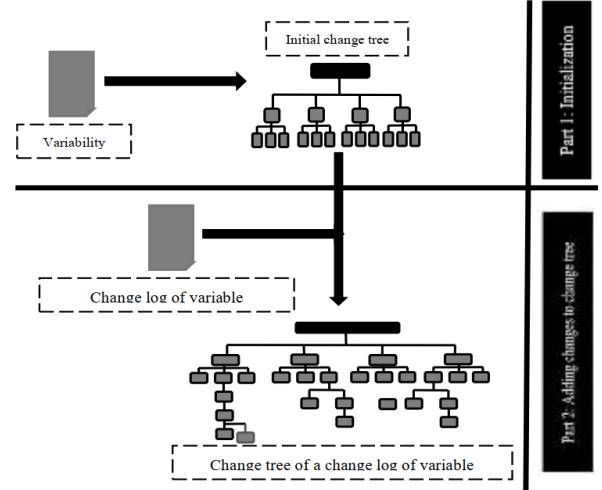 Initial change tree
Variability
Part 1: Initialization
Change log of variable
Part 2: Adding changes to change tree
Change tree of a change log of variable